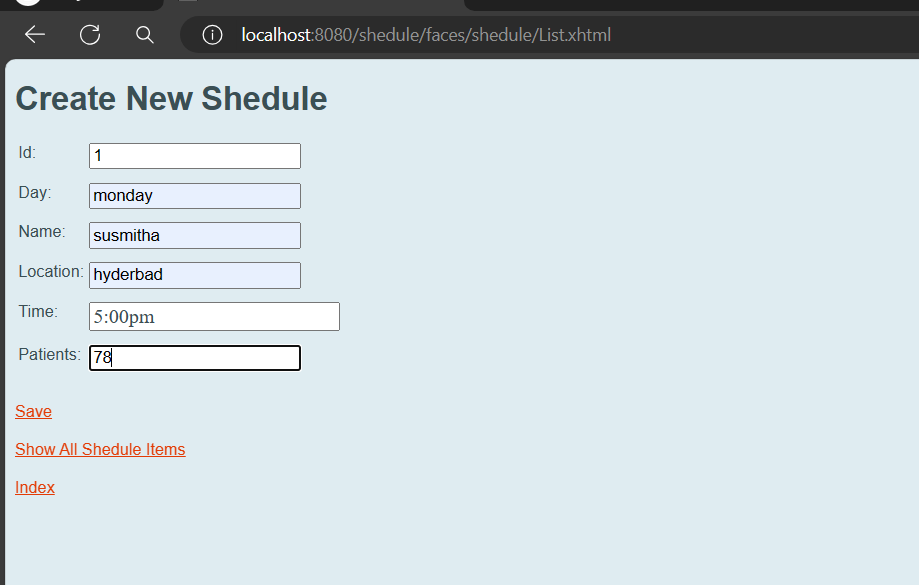 localhost:8080/shedule/faces/shedule/List.xhtml
Create New Shedule
Id: 1
Day: monday
Name: susmitha
Location: hyderbad
Time: 5:00pm
Patients: 78
Save
Show All Shedule Items
Index